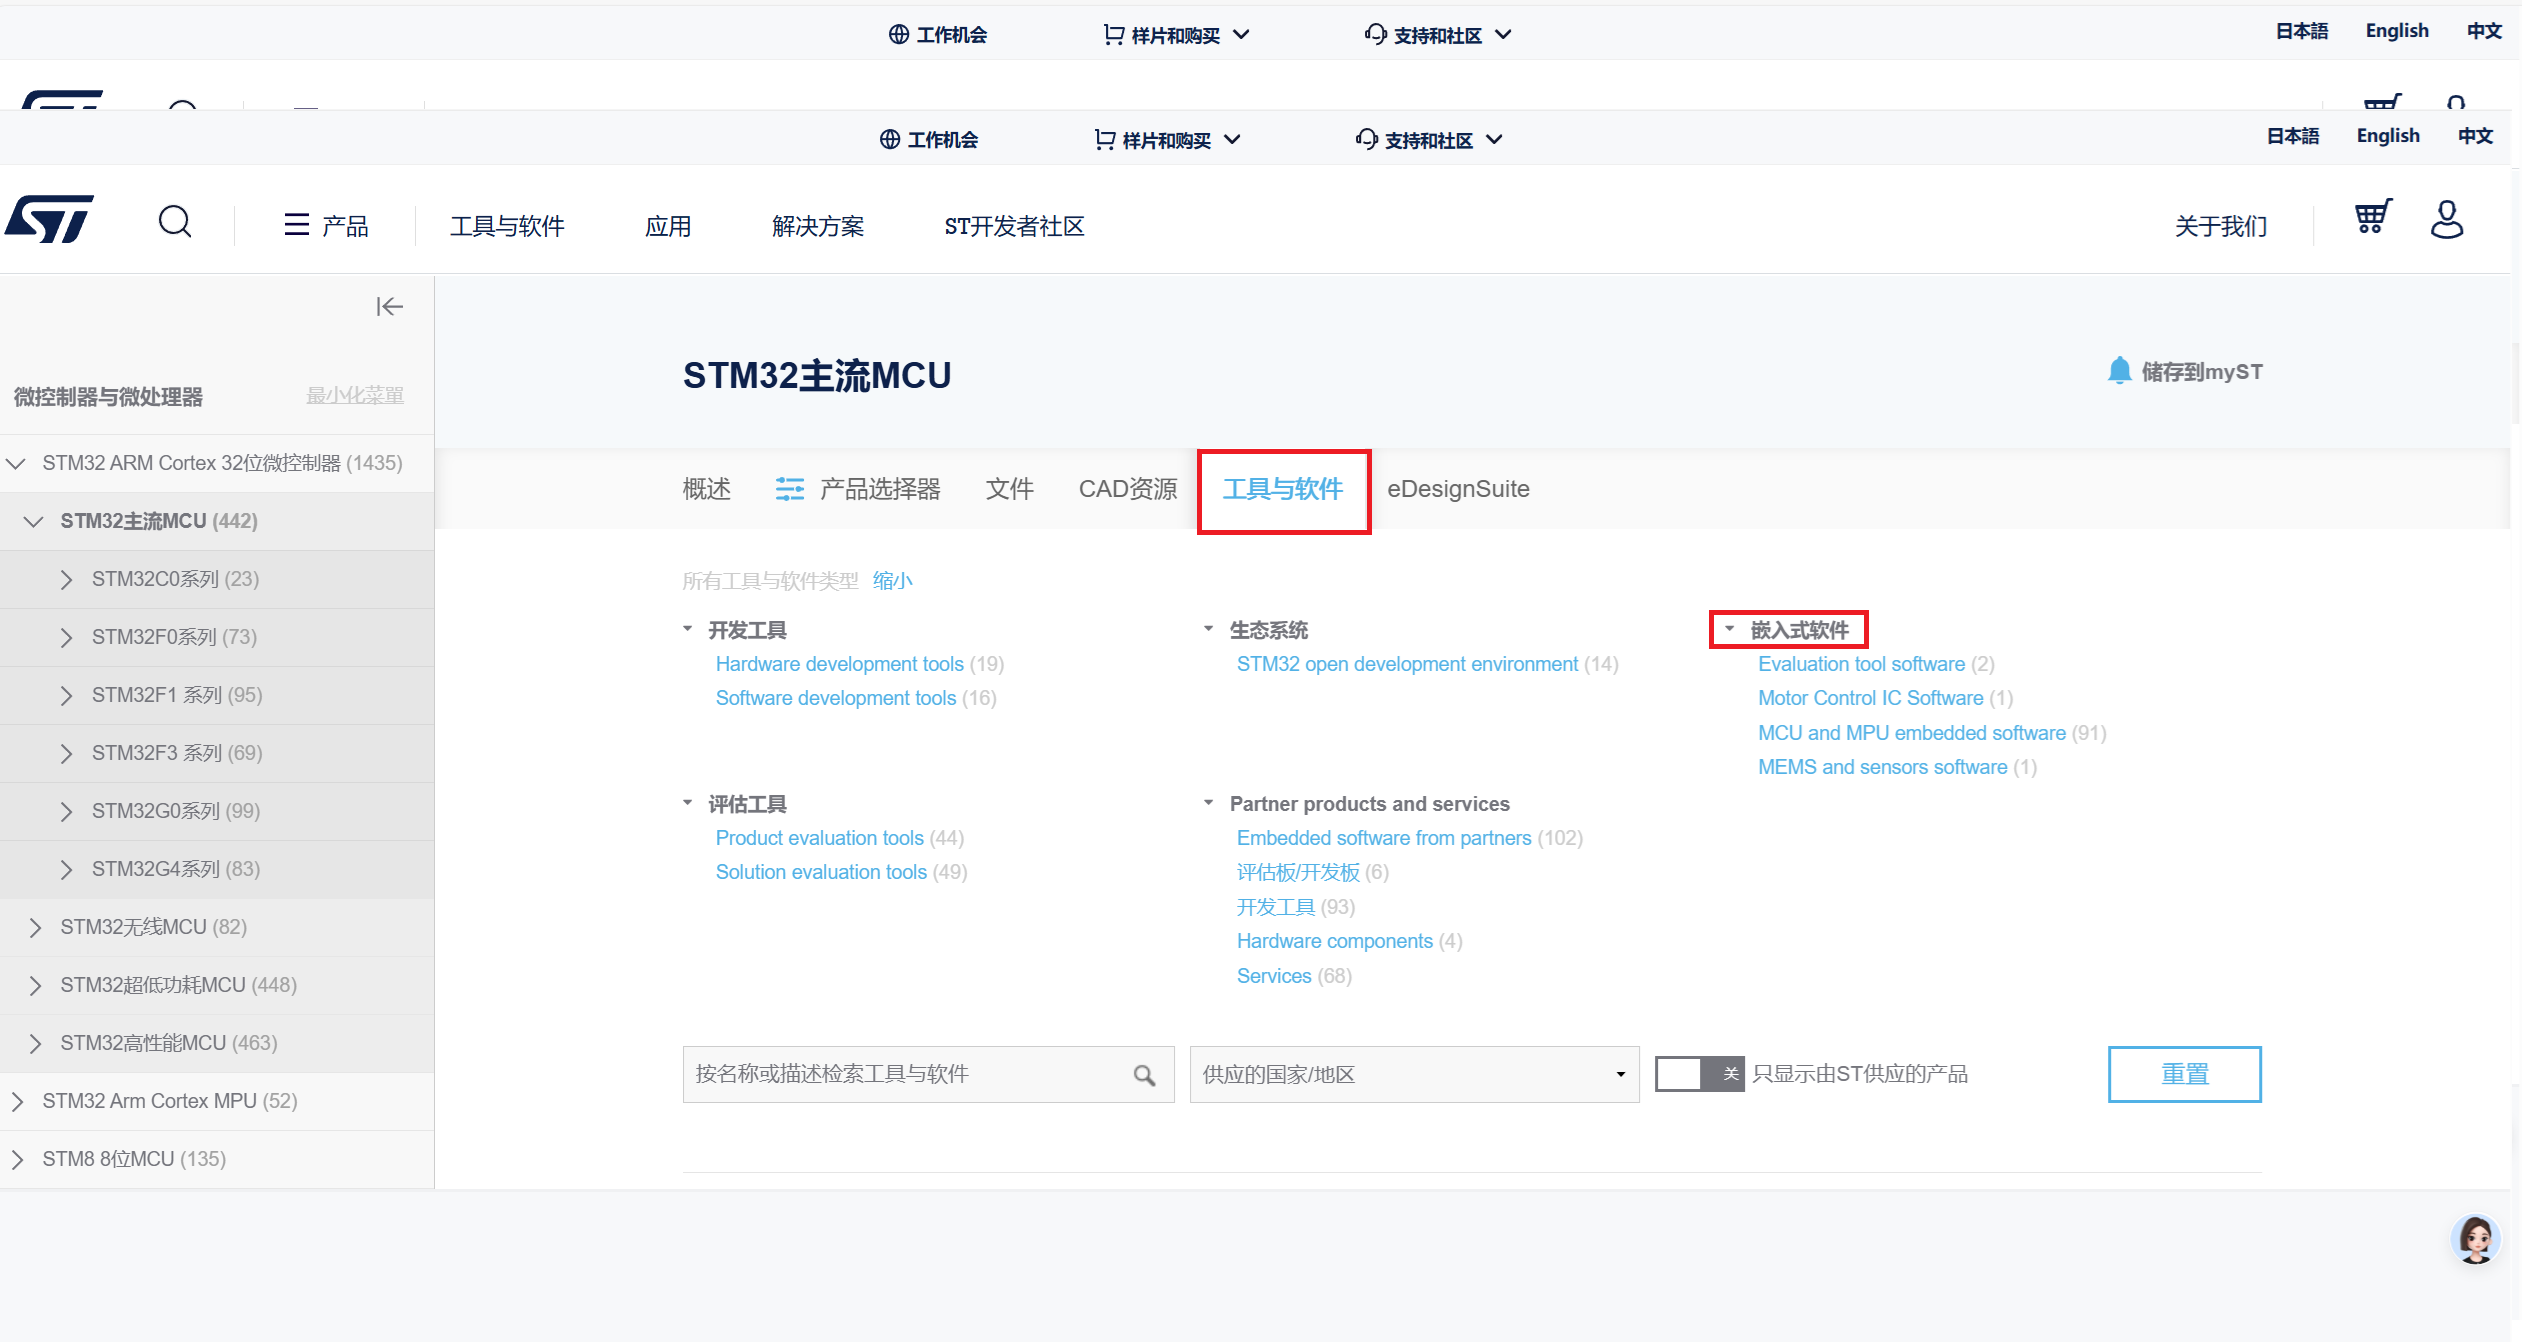 工作机会 样片和购买 支持和社区 日本語 English 中文
工作机会 样片和购买 支持和社区 日本語 English 中文
ST 产品 工具与软件 应用 解决方案 ST开发者社区 关于我们
微控制器与微处理器 最小化菜單
STM32 ARM Cortex 32位微控制器 (1435)
STM32主流MCU (442)
STM32C0系列 (23)
STM32F0系列 (73)
STM32F1 系列 (95)
STM32F3 系列 (69)
STM32G0系列 (99)
STM32G4系列 (83)
STM32无线MCU (82)
STM32超低功耗MCU (448)
STM32高性能MCU (463)
STM32 Arm Cortex MPU (52)
STM8 8位MCU (135)
STM32主流MCU 储存到myST
概述 产品选择器 文件 CAD资源 工具与软件 eDesignSuite
所有工具与软件类型 缩小
开发工具
Hardware development tools (19)
Software development tools (16)
生态系统
STM32 open development environment (14)
嵌入式软件
Evaluation tool software (2)
Motor Control IC Software (1)
MCU and MPU embedded software (91)
MEMS and sensors software (1)
评估工具
Product evaluation tools (44)
Solution evaluation tools (49)
Partner products and services
Embedded software from partners (102)
评估板/开发板 (6)
开发工具 (93)
Hardware components (4)
Services (68)
按名称或描述检索工具与软件 供应的国家/地区 关 只显示由ST供应的产品 重置